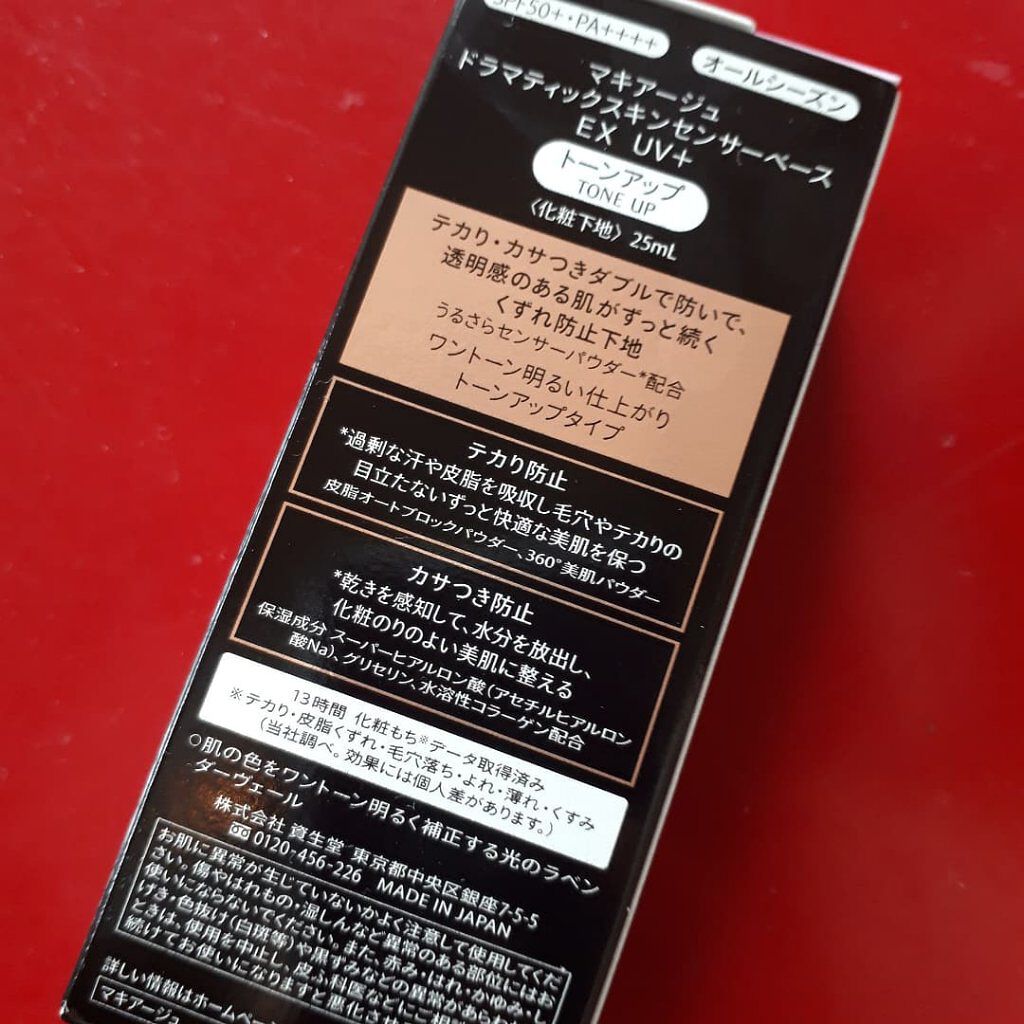 SPF50+・PA++++
オールシーズン
マキアージュ
ドラマティックスキンセンサーベース
EX UV+
トーンアップ
TONE UP
〈化粧下地〉 25mL
テカり・カサつきダブルで防いで、
透明感のある肌がずっと続く
くずれ防止下地
うるさらセンサーパウダー*配合
ワントーン明るい仕上がり
トーンアップタイプ
テカり防止
*過剰な汗や皮脂を吸収し毛穴やテカりの
目立たないずっと快適な美肌を保つ
皮脂オートブロックパウダー、360°美肌パウダー
カサつき防止
*乾きを感知して、水分を放出し、
化粧のりのよい美肌に整える
保湿成分 スーパーヒアルロン酸(アセチルヒアルロン
酸Na)、グリセリン、水溶性コラーゲン配合
13時間 化粧もち※データ取得済み
※テカり・皮脂くずれ・毛穴落ち・よれ・薄れ・くすみ
(当社調べ。効果には個人差があります。)
○肌の色をワントーン明るく補正する光のラベン
ダーヴェール
株式会社 資生堂 東京都中央区銀座7-5-5
0120-456-226 MADE IN JAPAN
お肌に異常が生じていないかよく注意して使用してくだ
さい。傷やはれもの・湿しんなど異常のある部位にはお
使いにならないでください。また、赤み・はれ・かゆみ・し
げき・色抜け(白斑等)や黒ずみなどの異常があらわれた
ときは、使用を中止し、皮ふ科医などにご相
続けてお使いになりますと悪化させ
詳しい情報はホームペー
マキアージュ